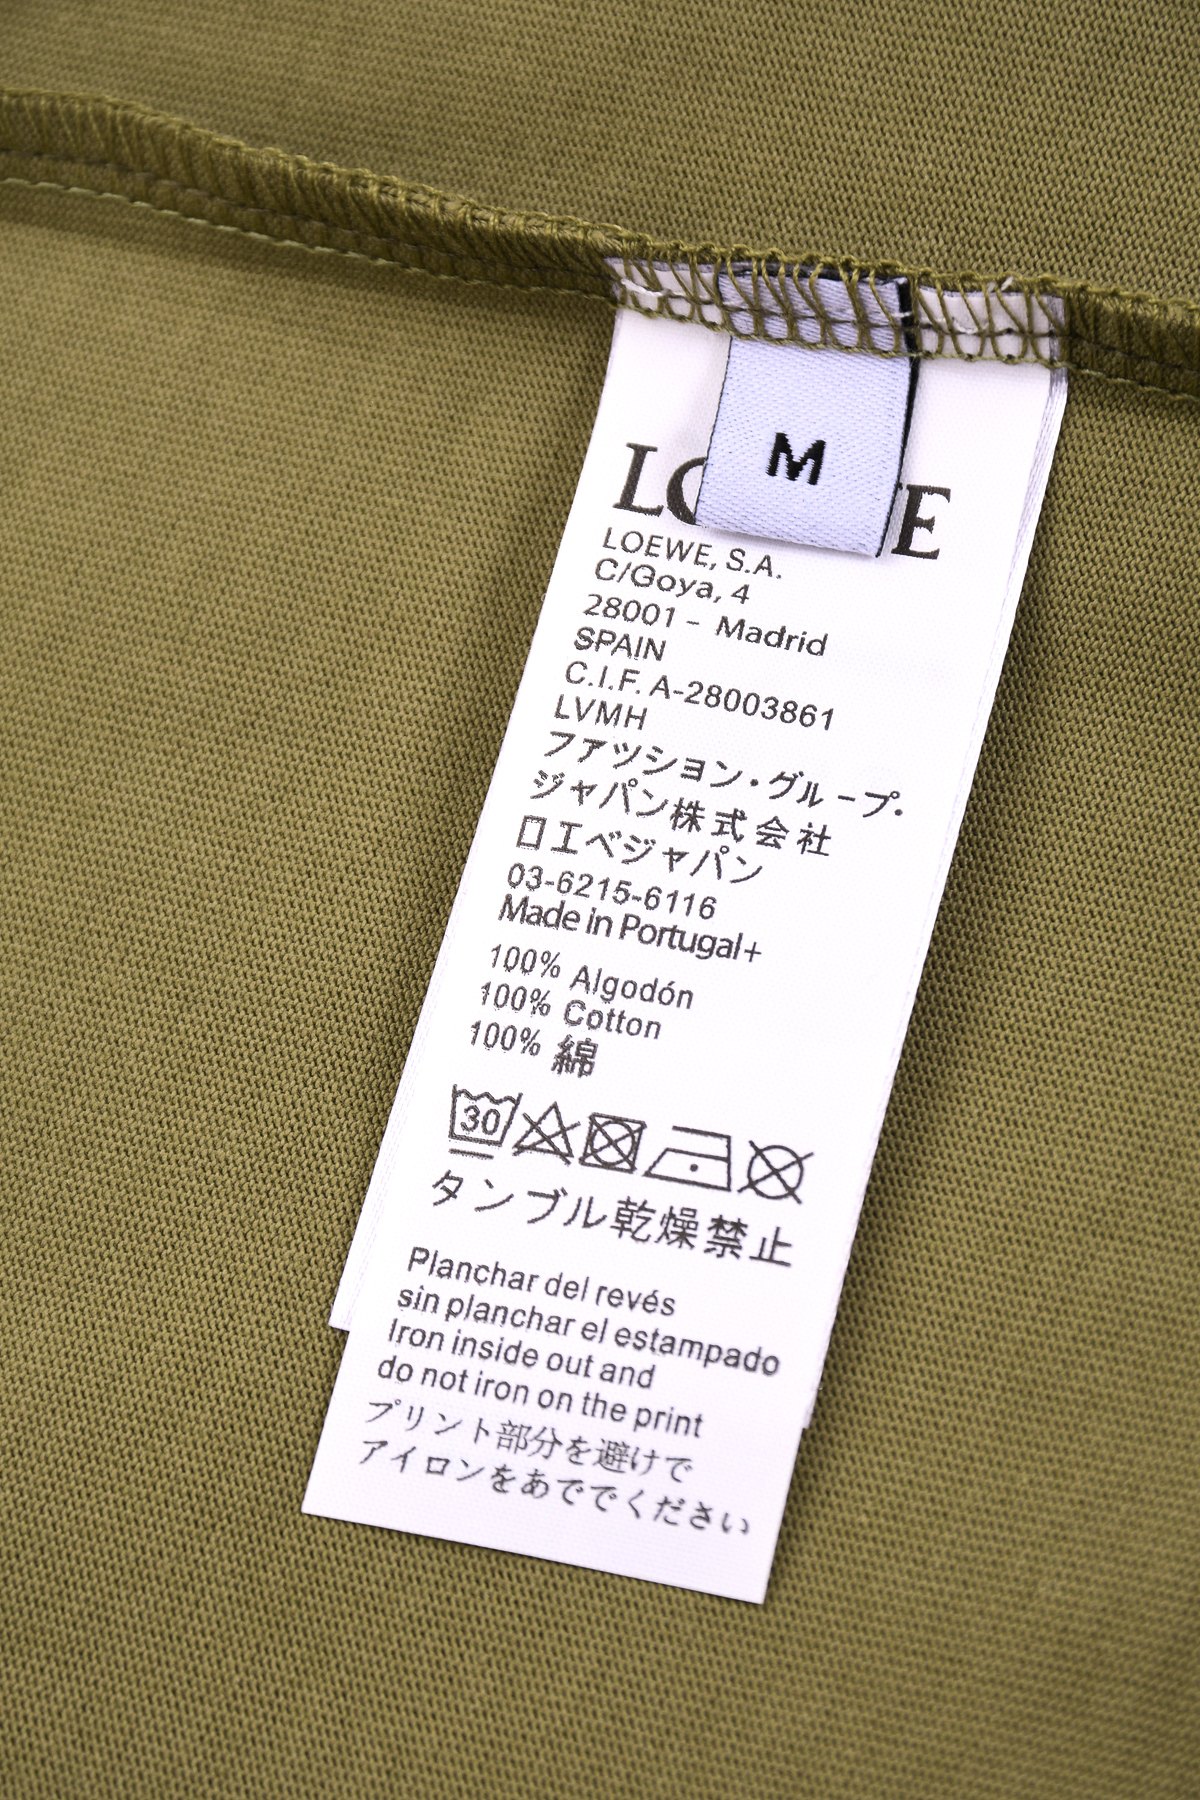 M
LOEWE
LOEWE, S.A.
C/Goya, 4
28001 - Madrid
SPAIN
C.I.F. A-28003861
LVMH
ファッション・グループ・
ジャパン株式会社
ロエベジャパン
03-6215-6116
Made in Portugal+
100% Algodón
100% Cotton
100% 綿
30
タンブル乾燥禁止
Planchar del revés
sin planchar el estampado
Iron inside out and
do not iron on the print
プリント部分を避けで
アイロンをあででください